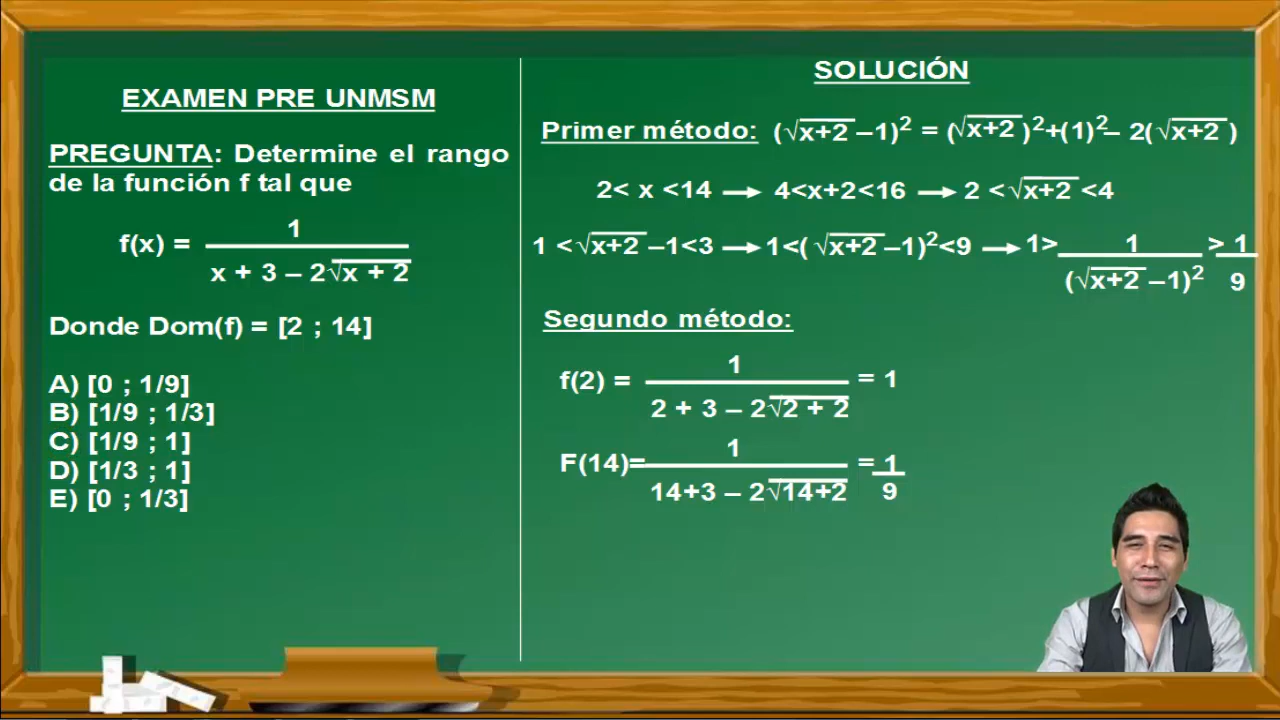 EXAMEN PRE UNMSM
PREGUNTA: Determine el rango
de la función f tal que
f(x) = 1 / (x + 3 – 2√x + 2)
Donde Dom(f) = [2 ; 14]
A) [0 ; 1/9]
B) [1/9 ; 1/3]
C) [1/9 ; 1]
D) [1/3 ; 1]
E) [0 ; 1/3]
SOLUCIÓN
Primer método: (√x+2 –1)² = (√x+2 )²+(1)²– 2(√x+2 )
2< x <14 → 4<x+2<16 → 2 <√x+2 <4
1 <√x+2 –1<3 → 1<( √x+2 –1)²<9 → 1> 1 / (√x+2 –1)² > 1 / 9
Segundo método:
f(2) = 1 / (2 + 3 – 2√2 + 2) = 1
F(14)= 1 / (14+3 – 2√14+2) = 1 / 9